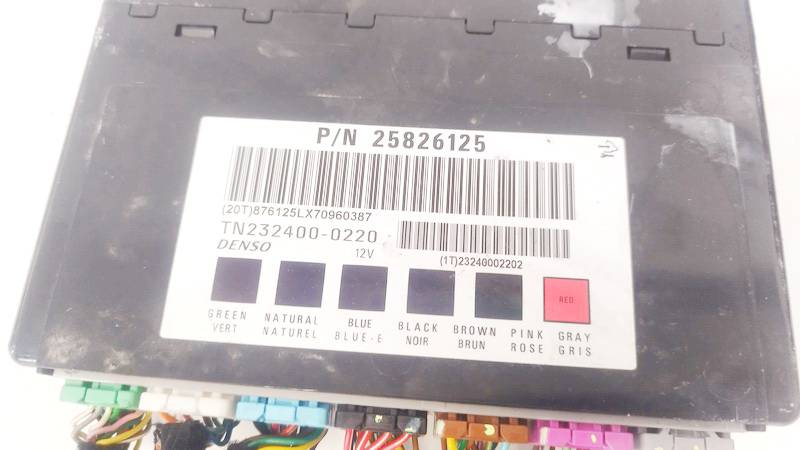 P/N 25826125
(20T)876125LX70960387
TN232400-0220
DENSO
12V
(1T)23240002202
RED
GREEN NATURAL BLUE BLACK BROWN PINK GRAY
VERT NATUREL BLUE-E NOIR BRUN ROSE GRIS